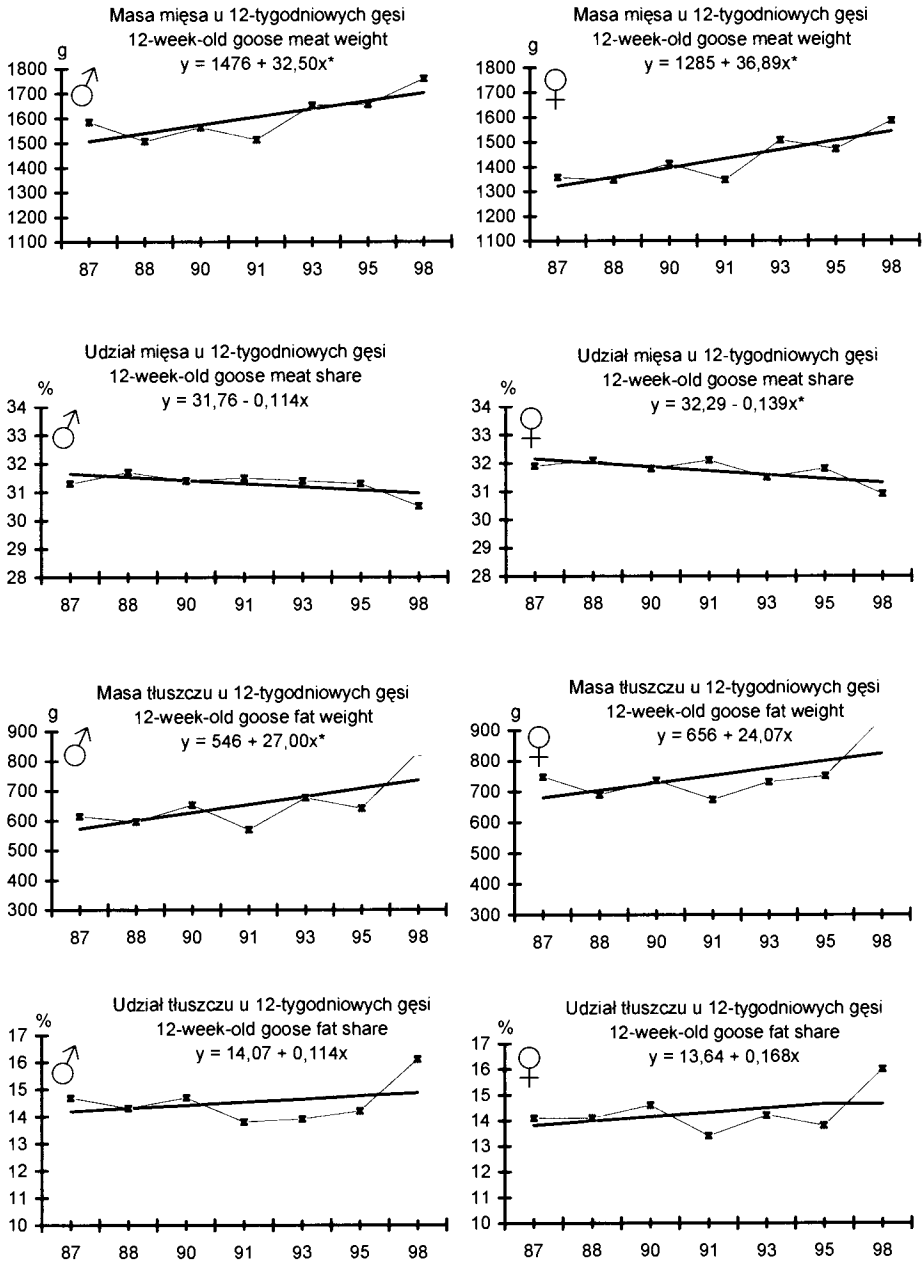 Masa mięsa u 12-tygodniowych gęsi
12-week-old goose meat weight
y = 1476 + 32,50x*
g
1800
1700
1600
1500
1400
1300
1200
1100
87 88 90 91 93 95 98
Masa mięsa u 12-tygodniowych gęsi
12-week-old goose meat weight
y = 1285 + 36,89x*
g
1800
1700
1600
1500
1400
1300
1200
1100
87 88 90 91 93 95 98
Udział mięsa u 12-tygodniowych gęsi
12-week-old goose meat share
y = 31,76 - 0,114x
%
34
33
32
31
30
29
28
87 88 90 91 93 95 98
Udział mięsa u 12-tygodniowych gęsi
12-week-old goose meat share
y = 32,29 - 0,139x*
%
34
33
32
31
30
29
28
87 88 90 91 93 95 98
Masa tłuszczu u 12-tygodniowych gęsi
12-week-old goose fat weight
y = 546 + 27,00x*
g
900
800
700
600
500
400
300
87 88 90 91 93 95 98
Masa tłuszczu u 12-tygodniowych gęsi
12-week-old goose fat weight
y = 656 + 24,07x
g
900
800
700
600
500
400
300
87 88 90 91 93 95 98
Udział tłuszczu u 12-tygodniowych gęsi
12-week-old goose fat share
y = 14,07 + 0,114x
%
17
16
15
14
13
12
11
10
87 88 90 91 93 95 98
Udział tłuszczu u 12-tygodniowych gęsi
12-week-old goose fat share
y = 13,64 + 0,168x
%
17
16
15
14
13
12
11
10
87 88 90 91 93 95 98